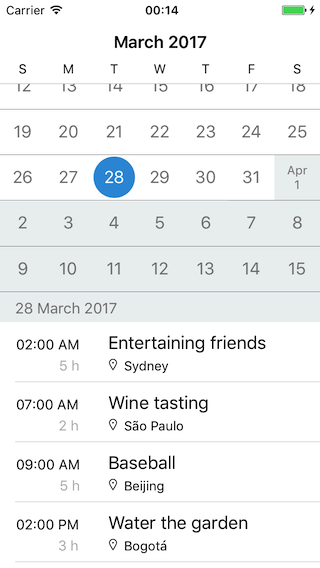 Carrier 00:14
March 2017
S M T W T F S
12 13 14 15 16 17 18
19 20 21 22 23 24 25
26 27 28 29 30 31 Apr 1
2 3 4 5 6 7 8
9 10 11 12 13 14 15
28 March 2017
02:00 AM Entertaining friends
5 h Sydney
07:00 AM Wine tasting
2 h São Paulo
09:00 AM Baseball
5 h Beijing
02:00 PM Water the garden
3 h Bogotá